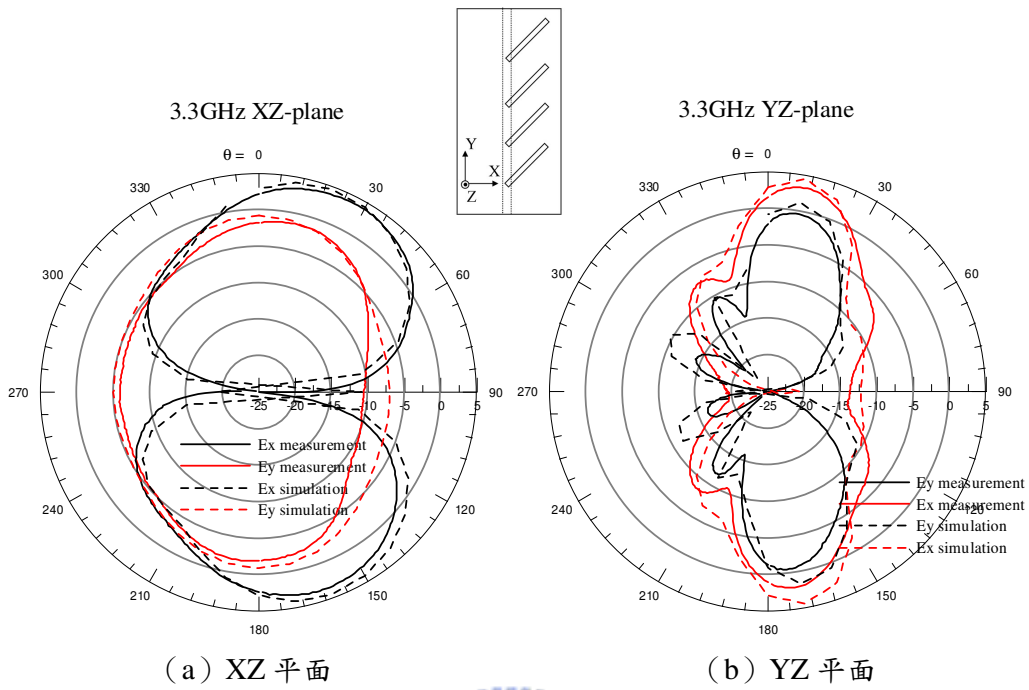 Y
X
Z
3.3GHz XZ-plane
θ = 0
30
60
90
120
150
180
210
240
270
300
330
-25 -20 -15 -10 -5 0 5
Ex measurement
Ey measurement
Ex simulation
Ey simulation
(a) XZ 平面
3.3GHz YZ-plane
θ = 0
30
60
90
120
150
180
210
240
270
300
330
-25 -20 -15 -10 -5 0 5
Ey measurement
Ex measurement
Ey simulation
Ex simulation
(b) YZ 平面